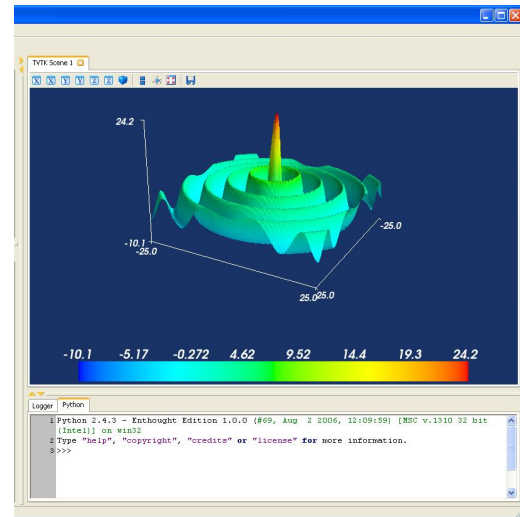 TVTK Scene 1
X X Y Y Z Z
24.2
-10.1
-25.0
-25.0
25.0
25.0
-10.1 -5.17 -0.272 4.62 9.52 14.4 19.3 24.2
Logger Python
1 Python 2.4.3 - Enthought Edition 1.0.0 (#69, Aug 2 2006, 12:09:59) [MSC v.1310 32 bit
(Intel)] on win32
2 Type "help", "copyright", "credits" or "license" for more information.
3 >>>